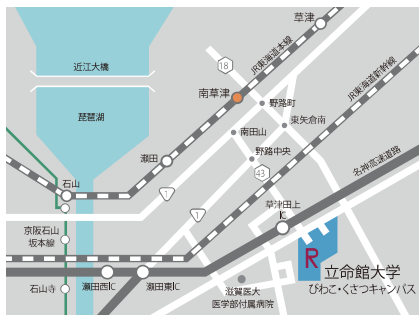 草津
JR東海道本線
18
近江大橋
JR東海道新幹線
南草津
野路町
琵琶湖
東矢倉南
南田山
名神高速道路
野路中央
瀬田
43
石山
1
草津田上
IC
1
京阪石山
坂本線
R
立命館大学
びわこ・くさつキャンパス
石山寺
瀬田西IC
瀬田東IC
滋賀医大
医学部付属病院